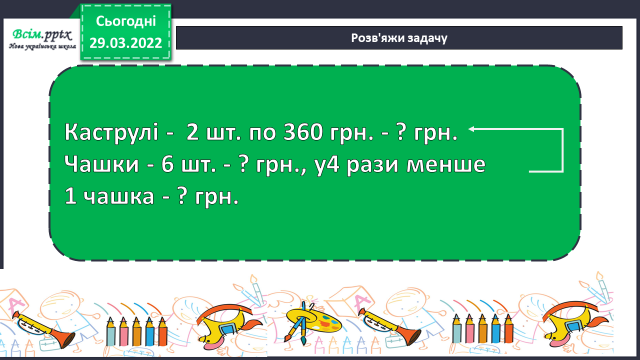 Всім.pptx
Нова українська школа
Сьогодні
29.03.2022
Розв'яжи задачу
Каструлі - 2 шт. по 360 грн. - ? грн.
Чашки - 6 шт. - ? грн., у4 рази менше
1 чашка - ? грн.